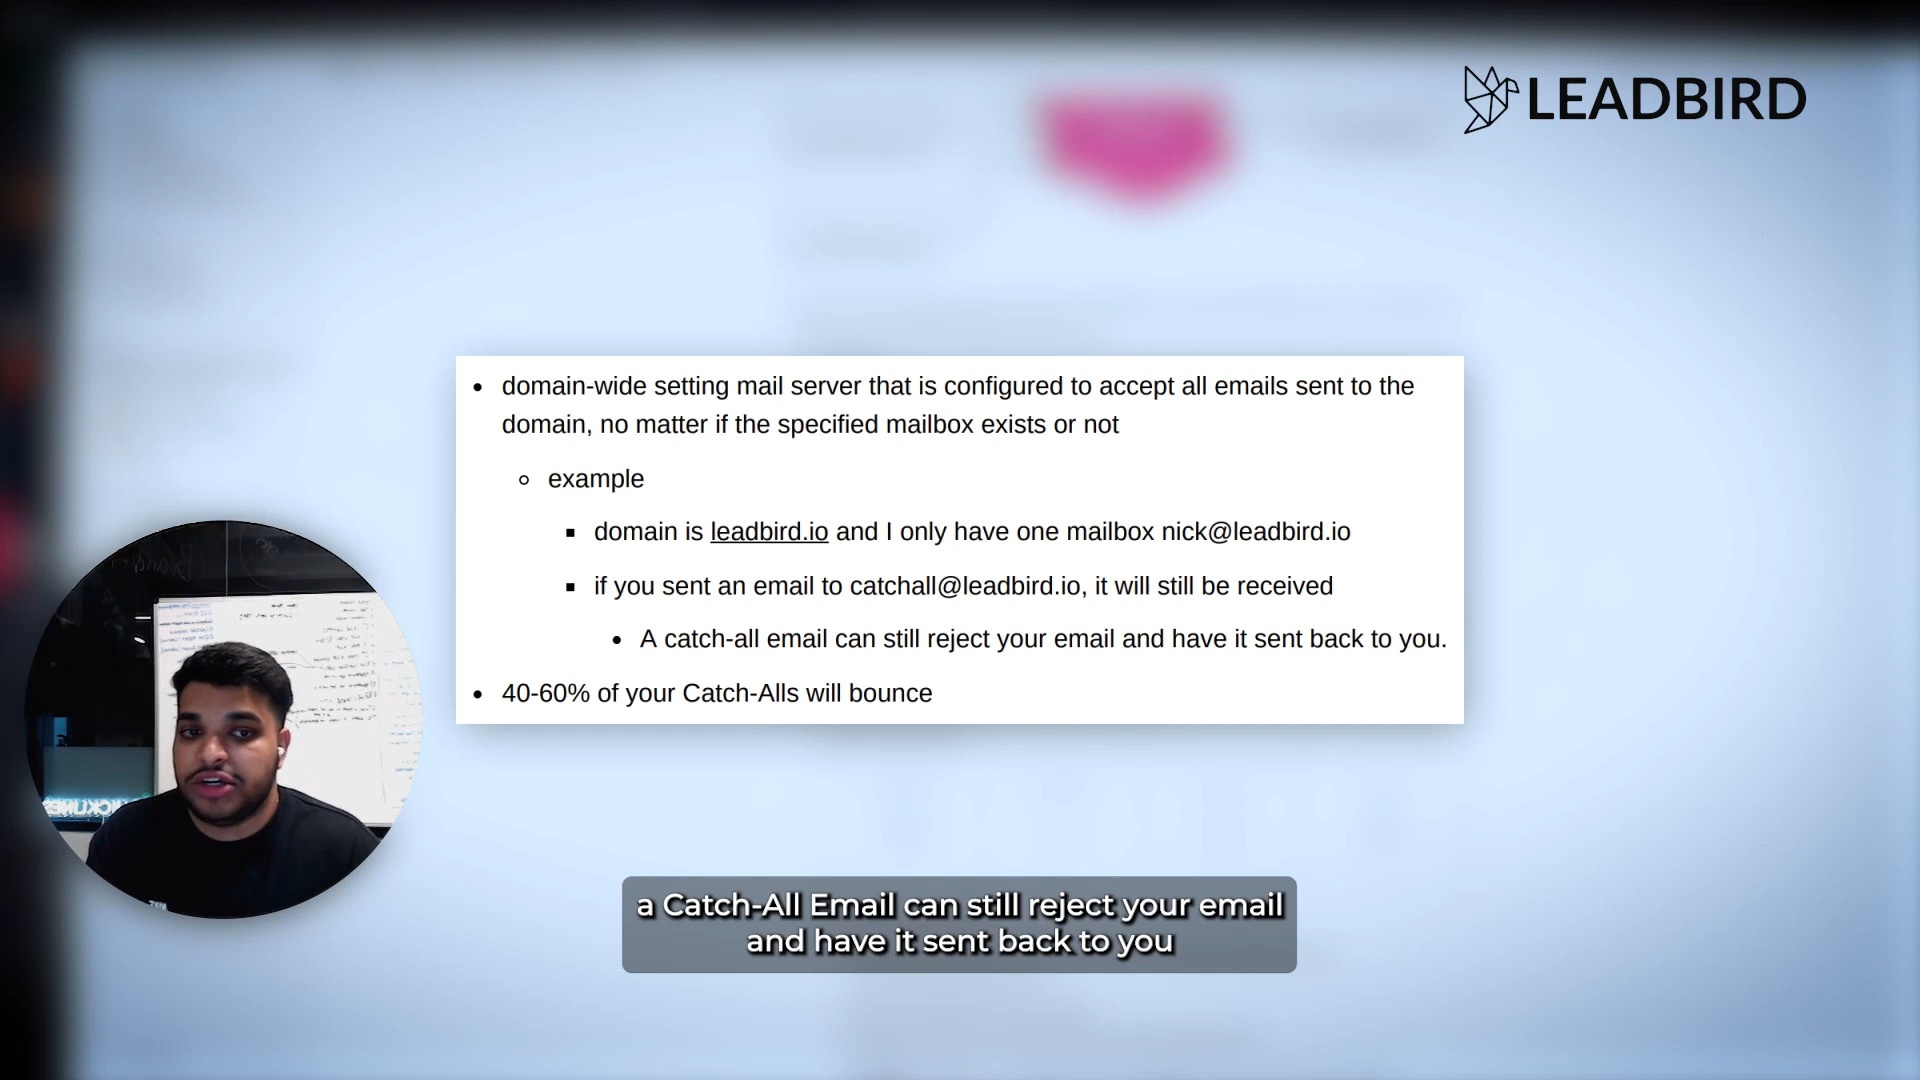 LEADBIRD
• domain-wide setting mail server that is configured to accept all emails sent to the
domain, no matter if the specified mailbox exists or not
◦ example
▪ domain is leadbird.io and I only have one mailbox nick@leadbird.io
▪ if you sent an email to catchall@leadbird.io, it will still be received
• A catch-all email can still reject your email and have it sent back to you.
• 40-60% of your Catch-Alls will bounce
a Catch-All Email can still reject your email
and have it sent back to you